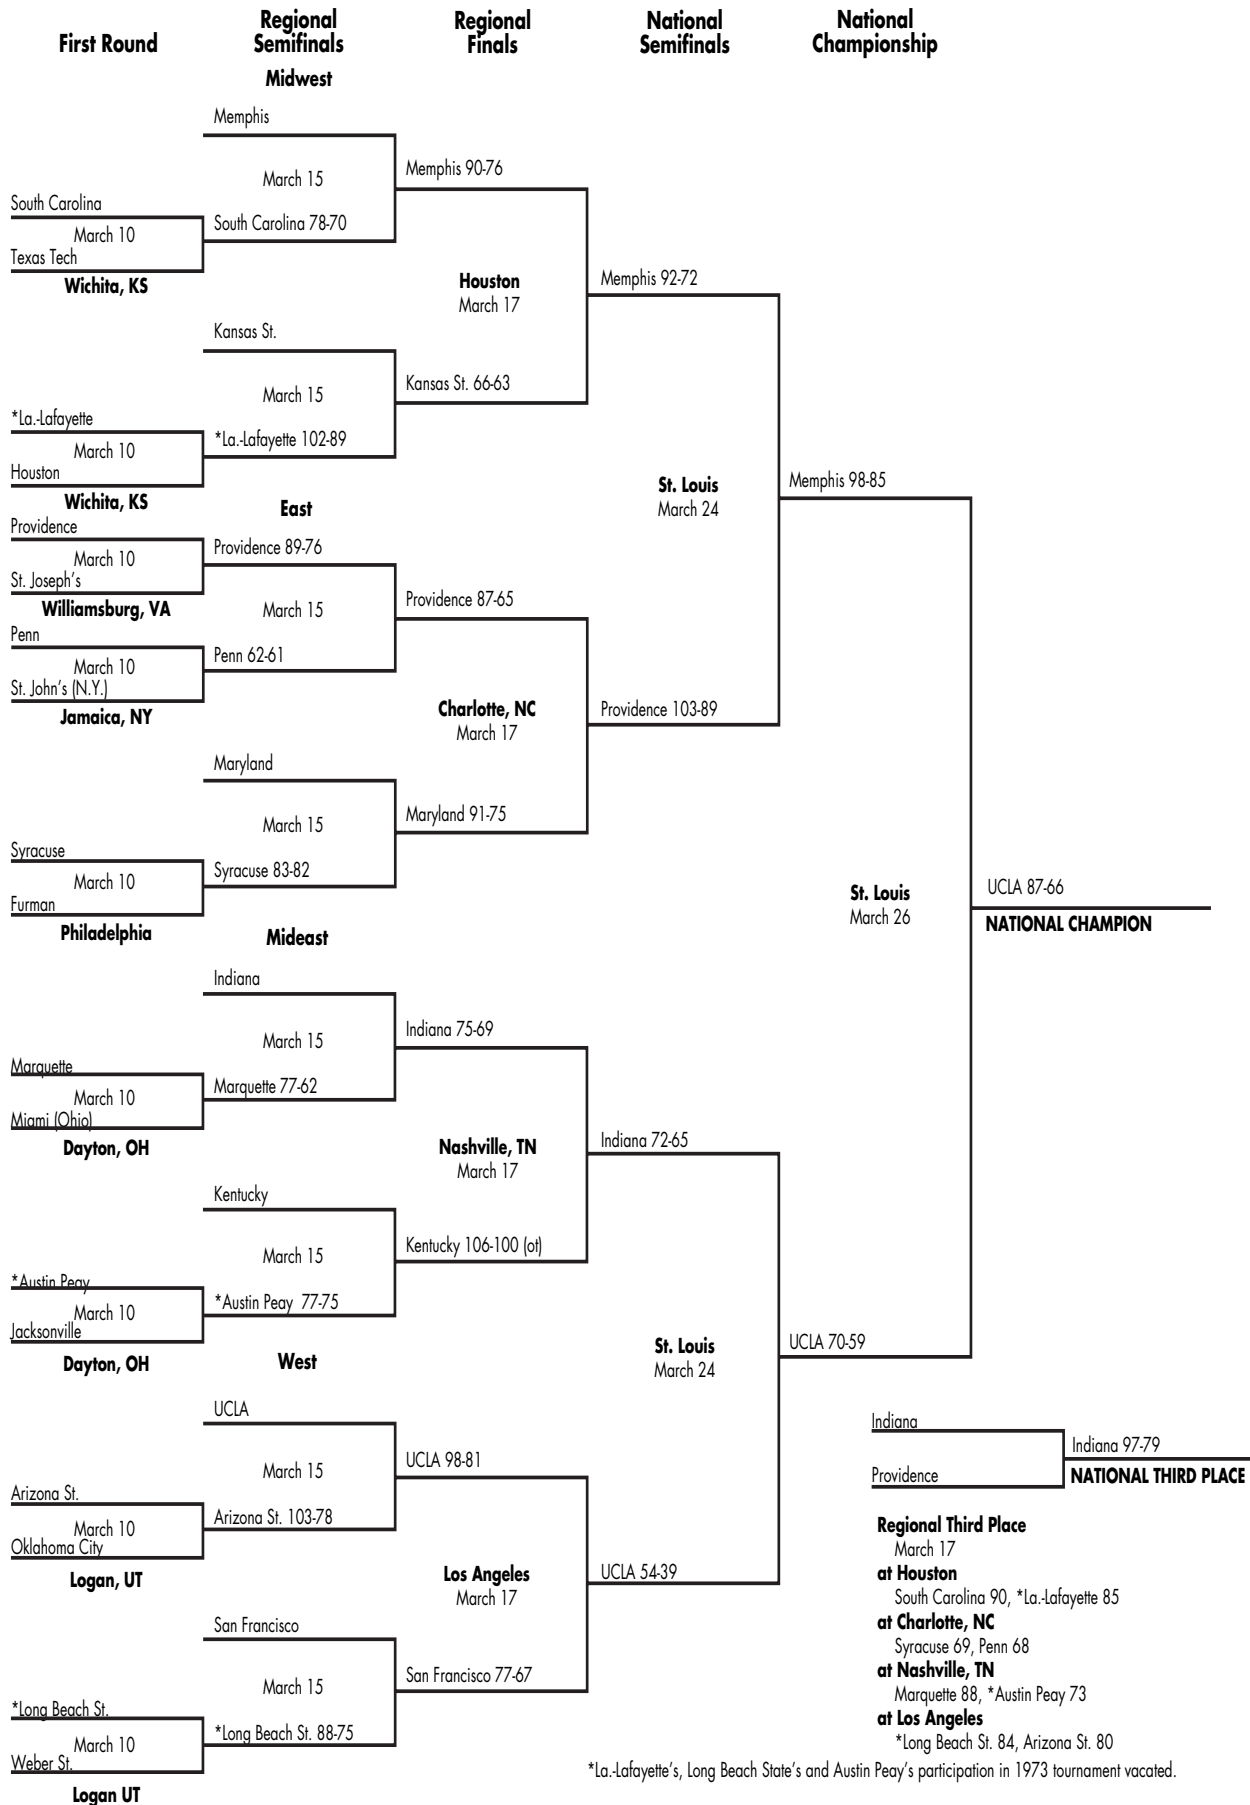 First Round
Regional
Semifinals
Regional
Finals
National
Semifinals
National
Championship
Midwest
Memphis
March 15
Memphis 90-76
South Carolina
March 10
South Carolina 78-70
Texas Tech
Wichita, KS
Houston
March 17
Memphis 92-72
Kansas St.
March 15
Kansas St. 66-63
*La.-Lafayette
March 10
*La.-Lafayette 102-89
Houston
Wichita, KS
St. Louis
March 24
Memphis 98-85
East
Providence
March 10
Providence 89-76
St. Joseph's
Williamsburg, VA
March 15
Providence 87-65
Penn
March 10
Penn 62-61
St. John's (N.Y.)
Jamaica, NY
Charlotte, NC
March 17
Providence 103-89
Maryland
March 15
Maryland 91-75
Syracuse
March 10
Syracuse 83-82
Furman
Philadelphia
St. Louis
March 26
UCLA 87-66
NATIONAL CHAMPION
Mideast
Indiana
March 15
Indiana 75-69
Marquette
March 10
Marquette 77-62
Miami (Ohio)
Dayton, OH
Nashville, TN
March 17
Indiana 72-65
Kentucky
March 15
Kentucky 106-100 (ot)
*Austin Peay
March 10
*Austin Peay 77-75
Jacksonville
Dayton, OH
St. Louis
March 24
UCLA 70-59
West
UCLA
March 15
UCLA 98-81
Arizona St.
March 10
Arizona St. 103-78
Oklahoma City
Logan, UT
Los Angeles
March 17
UCLA 54-39
San Francisco
March 15
San Francisco 77-67
*Long Beach St.
March 10
*Long Beach St. 88-75
Weber St.
Logan UT
Indiana
Indiana 97-79
Providence
NATIONAL THIRD PLACE
Regional Third Place
March 17
at Houston
South Carolina 90, *La.-Lafayette 85
at Charlotte, NC
Syracuse 69, Penn 68
at Nashville, TN
Marquette 88, *Austin Peay 73
at Los Angeles
*Long Beach St. 84, Arizona St. 80
*La.-Lafayette's, Long Beach State's and Austin Peay's participation in 1973 tournament vacated.